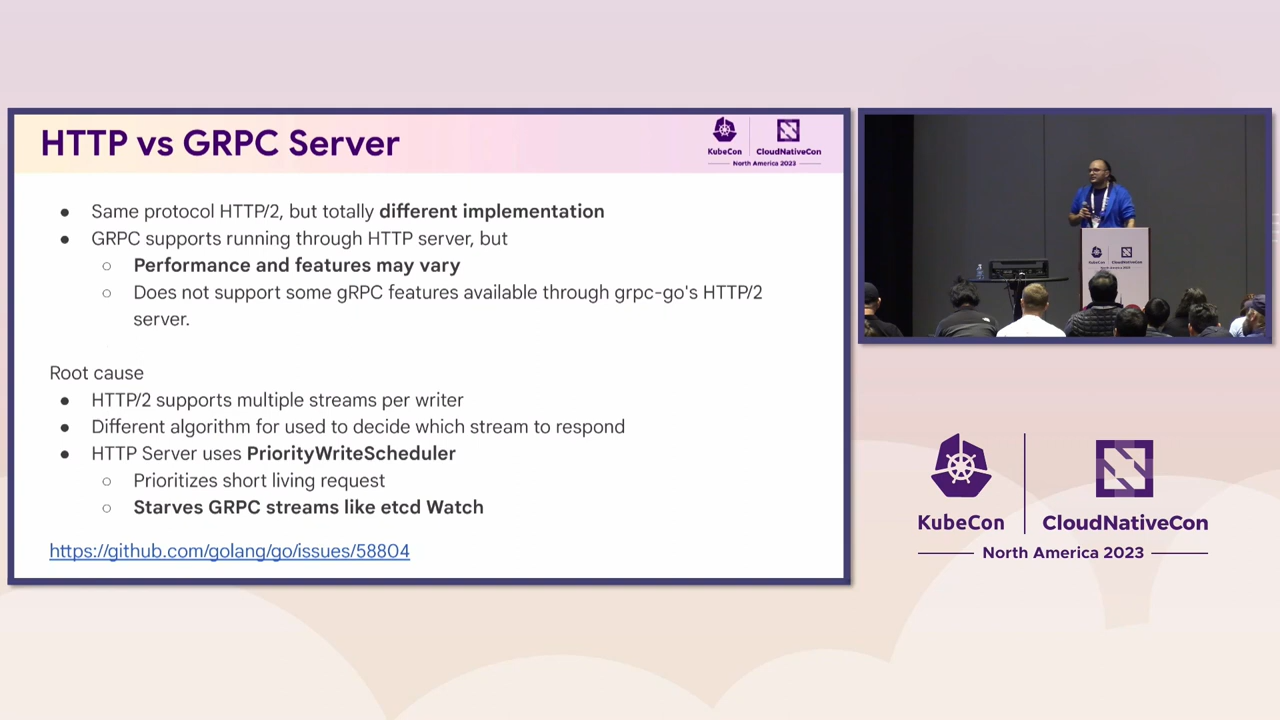 HTTP vs GRPC Server
KubeCon
CloudNativeCon
North America 2023
● Same protocol HTTP/2, but totally different implementation
● GRPC supports running through HTTP server, but
○ Performance and features may vary
○ Does not support some gRPC features available through grpc-go's HTTP/2
server.
Root cause
● HTTP/2 supports multiple streams per writer
● Different algorithm for used to decide which stream to respond
● HTTP Server uses PriorityWriteScheduler
○ Prioritizes short living request
○ Starves GRPC streams like etcd Watch
https://github.com/golang/go/issues/58804
KubeCon
CloudNativeCon
KubeCon
CloudNativeCon
North America 2023